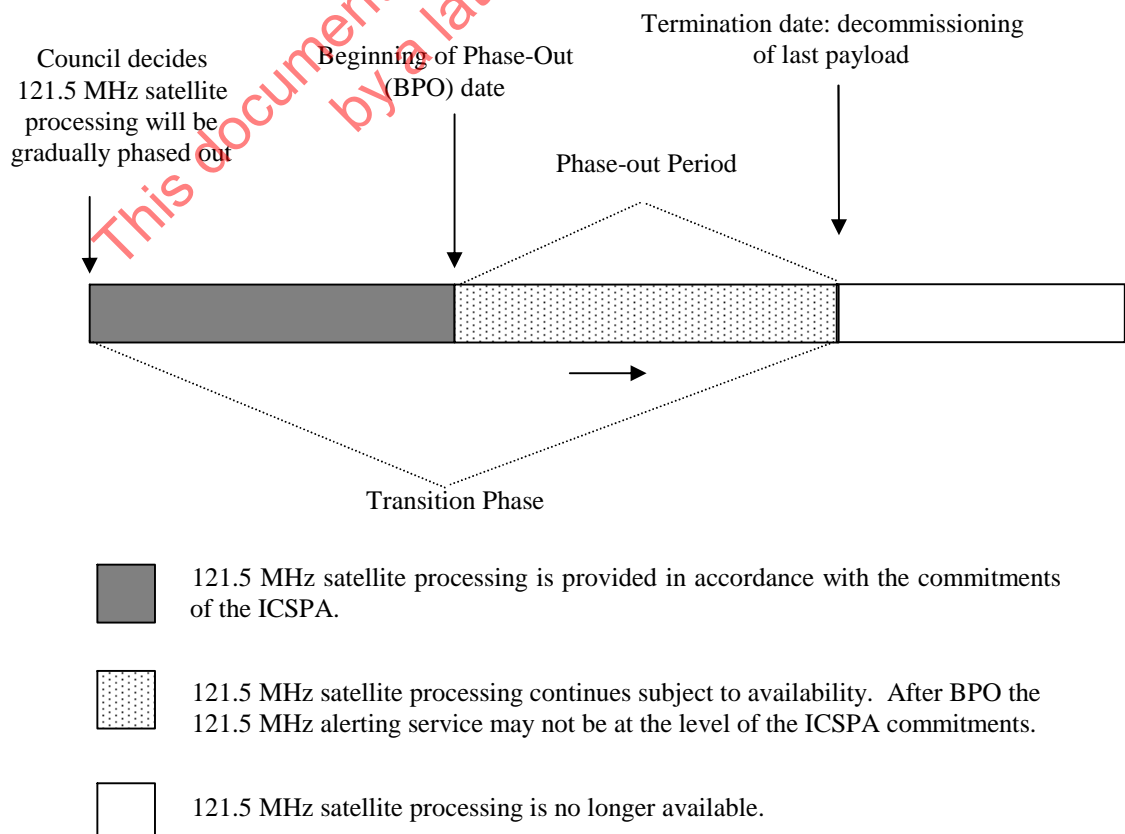 Termination date: decommissioning
of last payload
Council decides
121.5 MHz satellite
processing will be
gradually phased out
Beginning of Phase-Out
(BPO) date
This documen
by a lat
Phase-out Period
Transition Phase
121.5 MHz satellite processing is provided in accordance with the commitments
of the ICSPA.
121.5 MHz satellite processing continues subject to availability.  After BPO the
121.5 MHz alerting service may not be at the level of the ICSPA commitments.
121.5 MHz satellite processing is no longer available.